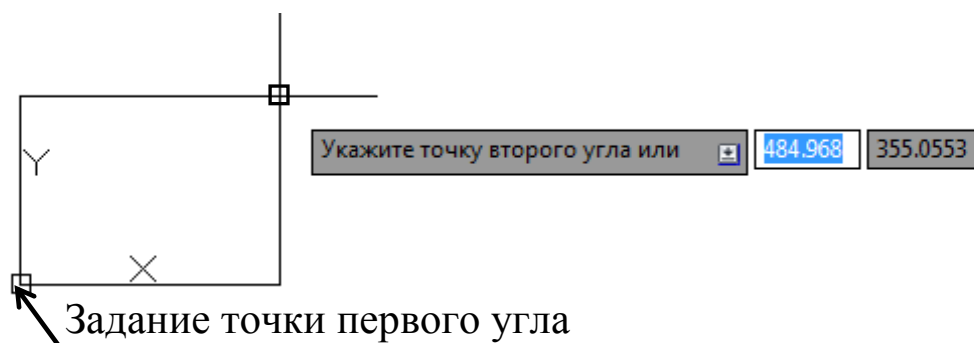 Y
Укажите точку второго угла или 484.968 355.0553
X
Задание точки первого угла